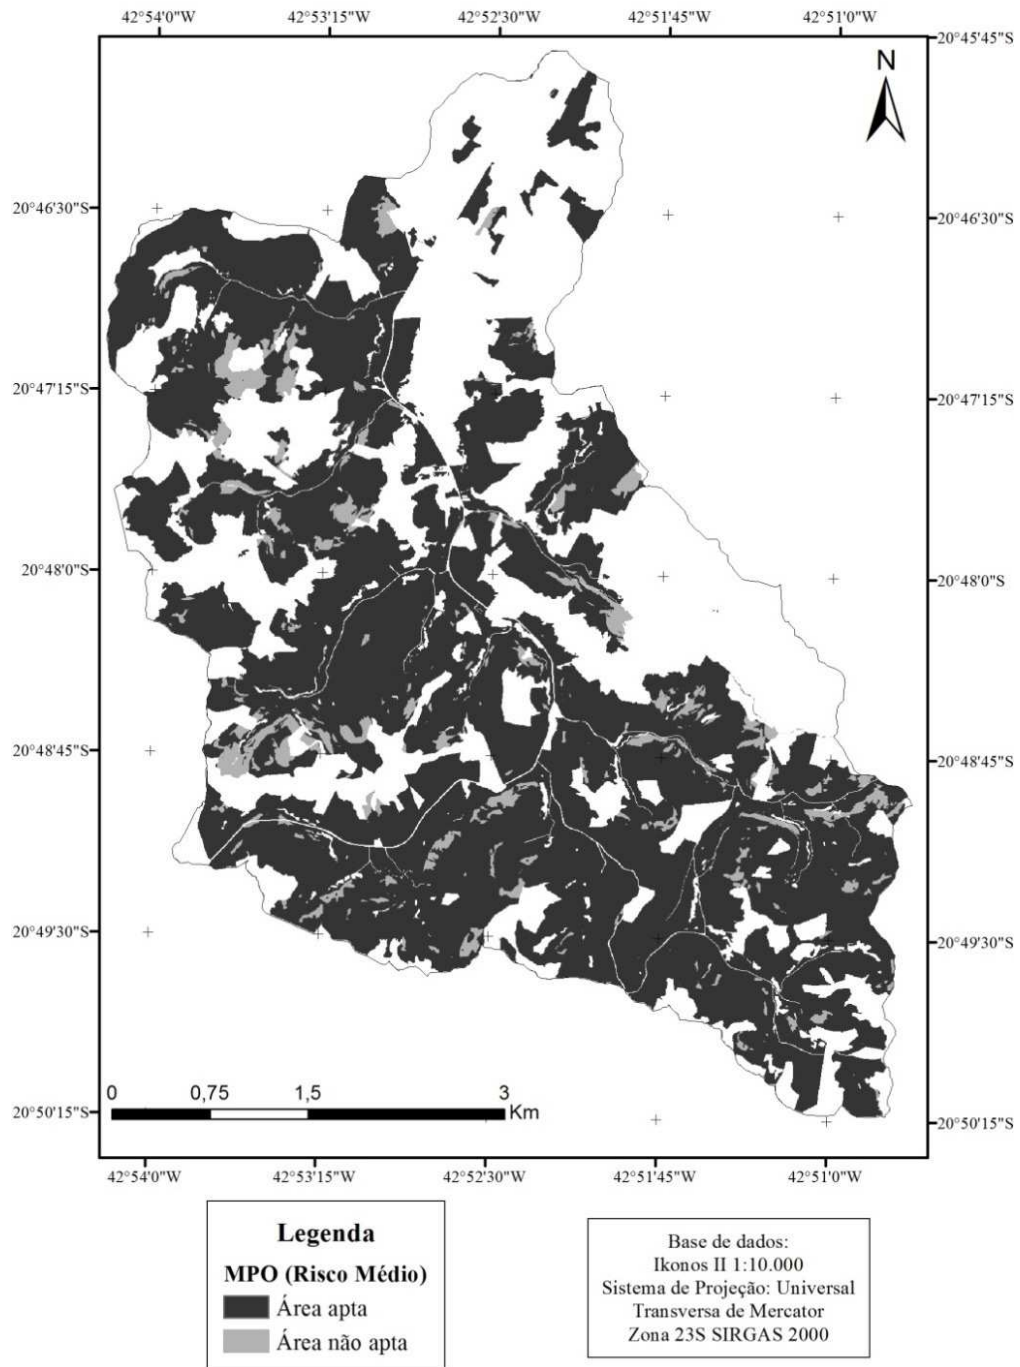 42°54'0"W 42°53'15"W 42°52'30"W 42°51'45"W 42°51'0"W
20°45'45"S
N
20°46'30"S 20°46'30"S
20°47'15"S 20°47'15"S
20°48'0"S 20°48'0"S
20°48'45"S 20°48'45"S
20°49'30"S 20°49'30"S
0 0,75 1,5 3
Km
20°50'15"S 20°50'15"S
42°54'0"W 42°53'15"W 42°52'30"W 42°51'45"W 42°51'0"W
Legenda
MPO (Risco Médio)
Área apta
Área não apta
Base de dados:
Ikonos II 1:10.000
Sistema de Projeção: Universal
Transversa de Mercator
Zona 23S SIRGAS 2000